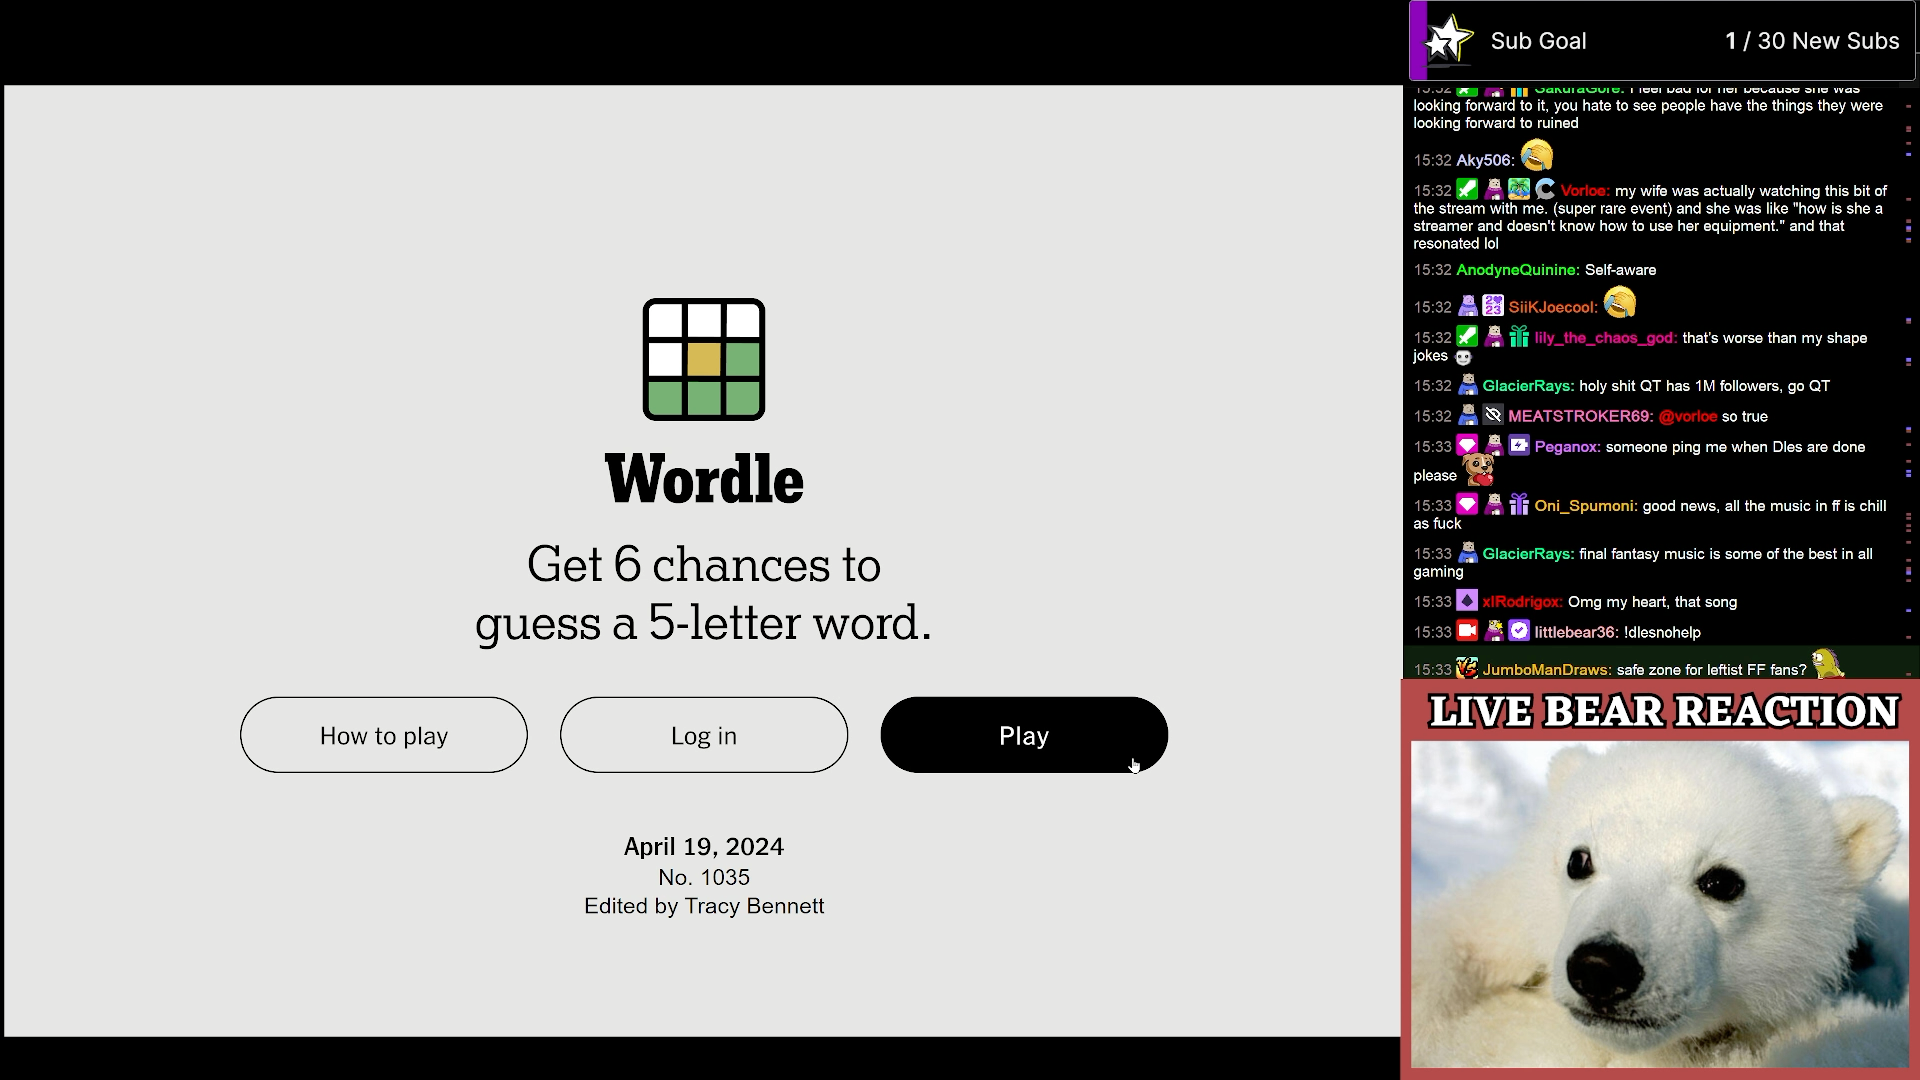 Sub Goal
1 / 30 New Subs
15:32 SakuraGore: I feel bad for her because she was
looking forward to it, you hate to see people have the things they were
looking forward to ruined
15:32 Aky506:
15:32 Vorloe: my wife was actually watching this bit of
the stream with me. (super rare event) and she was like "how is she a
streamer and doesn't know how to use her equipment." and that
resonated lol
15:32 AnodyneQuinine: Self-aware
15:32 SiiKJoecool:
15:32 lily_the_chaos_god: that's worse than my shape
jokes
15:32 GlacierRays: holy shit QT has 1M followers, go QT
15:32 MEATSTROKER69: @vorloe so true
15:33 Peganox: someone ping me when Dles are done
please
15:33 Oni_Spumoni: good news, all the music in ff is chill
as fuck
15:33 GlacierRays: final fantasy music is some of the best in all
gaming
15:33 xlRodrigox: Omg my heart, that song
15:33 littlebear36: !dlesnohelp
15:33 JumboManDraws: safe zone for leftist FF fans?
LIVE BEAR REACTION
Wordle
Get 6 chances to
guess a 5-letter word.
How to play
Log in
Play
April 19, 2024
No. 1035
Edited by Tracy Bennett